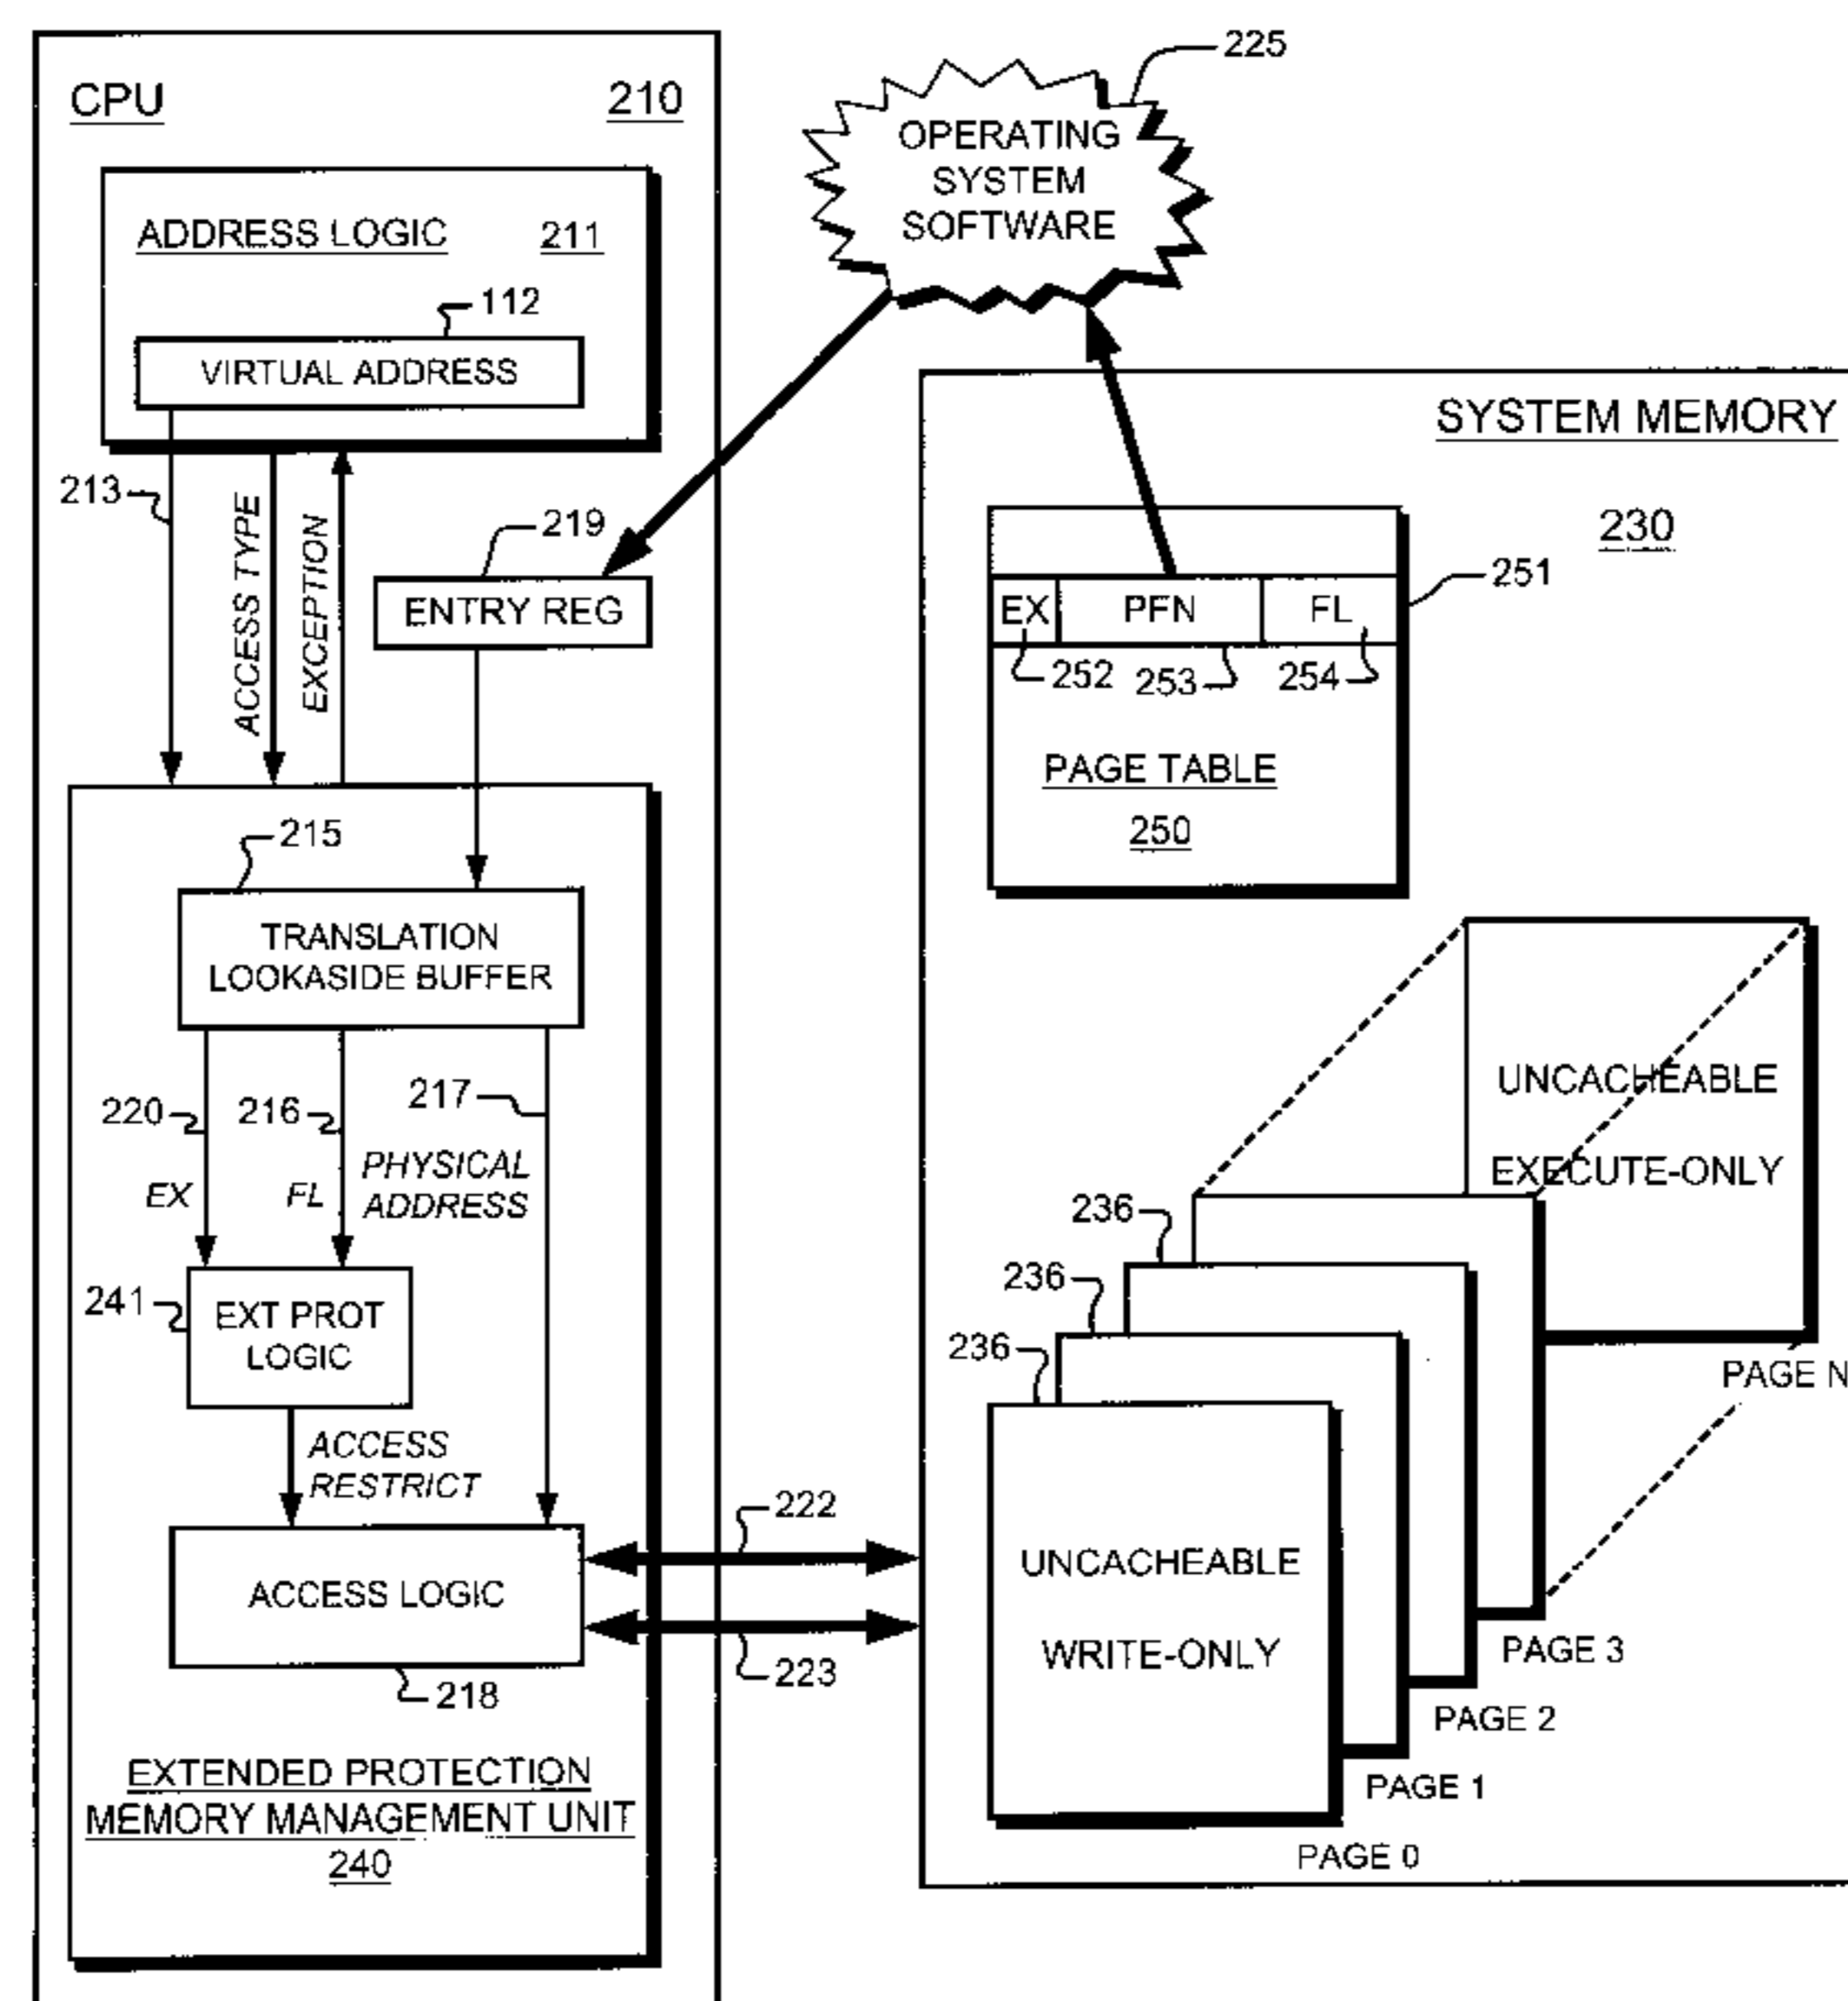 CPU
210
ADDRESS LOGIC
211
112
VIRTUAL ADDRESS
213
ACCESS TYPE
EXCEPTION
219
ENTRY REG
215
TRANSLATION
LOOKASIDE BUFFER
220
216
217
EX
FL
PHYSICAL
ADDRESS
241
EXT PROT
LOGIC
ACCESS
RESTRICT
ACCESS LOGIC
218
222
223
EXTENDED PROTECTION
MEMORY MANAGEMENT UNIT
240
225
OPERATING
SYSTEM
SOFTWARE
SYSTEM MEMORY
230
251
EX
PFN
FL
252
253
254
PAGE TABLE
250
UNCACHEABLE
EXECUTE-ONLY
PAGE N
236
236
236
UNCACHEABLE
WRITE-ONLY
PAGE 3
PAGE 2
PAGE 1
PAGE 0